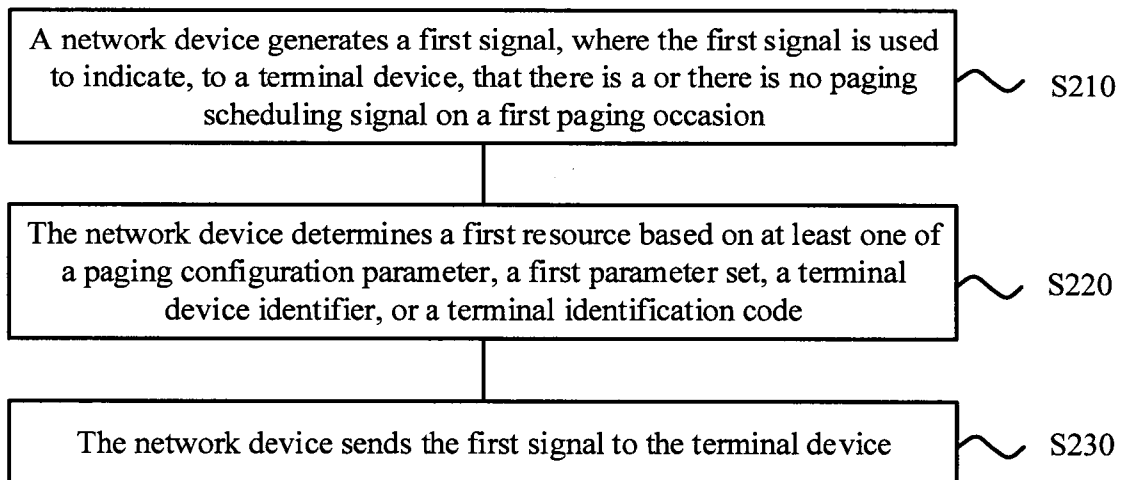 A network device generates a first signal, where the first signal is used
to indicate, to a terminal device, that there is a or there is no paging
scheduling signal on a first paging occasion
S210
The network device determines a first resource based on at least one of
a paging configuration parameter, a first parameter set, a terminal
device identifier, or a terminal identification code
S220
The network device sends the first signal to the terminal device
S230